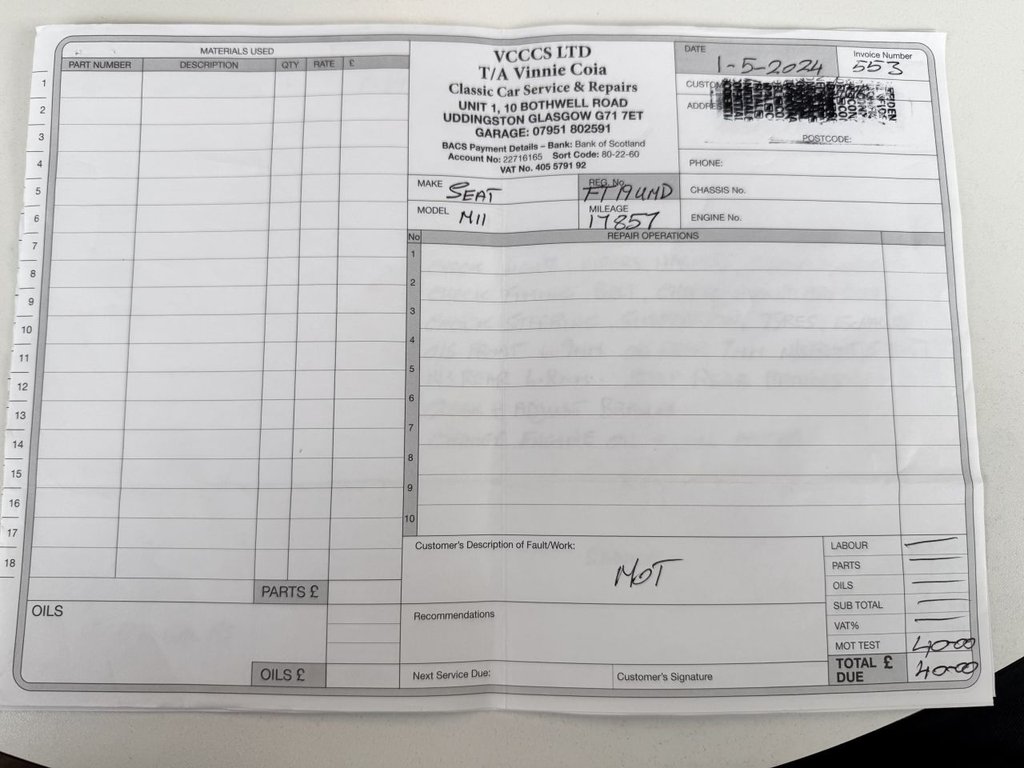 MATERIALS USED
PART NUMBER DESCRIPTION QTY RATE £
1
2
3
4
5
6
7
8
9
10
11
12
13
14
15
16
17
18
PARTS £
OILS
OILS £
VCCCS LTD
T/A Vinnie Coia
Classic Car Service & Repairs
UNIT 1, 10 BOTHWELL ROAD
UDDINGSTON GLASGOW G71 7ET
GARAGE: 07951 802591
BACS Payment Details – Bank: Bank of Scotland
Account No: 22716165 Sort Code: 80-22-60
VAT No. 405 5791 92
DATE 1-5-2024
Invoice Number 553
POSTCODE:
PHONE:
CHASSIS No.
ENGINE No.
MAKE SEAT
REG. No. FT19UMD
MODEL MII
MILEAGE 17857
No REPAIR OPERATIONS
1
2
3
4
5
6
7
8
9
10
Customer's Description of Fault/Work:
MOT
Recommendations
Next Service Due:
Customer's Signature
LABOUR —
PARTS —
OILS —
SUB TOTAL —
VAT% —
MOT TEST 40-00
TOTAL £ DUE 40-00